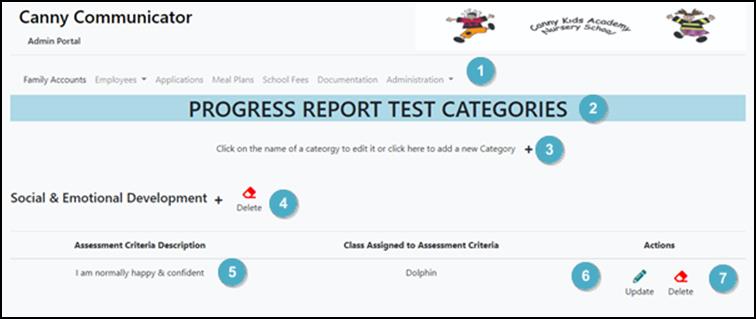 Canny Communicator
Admin Portal
Canny Kids Academy
Nursery School
Family Accounts Employees Applications Meal Plans School Fees Documentation Administration 1
PROGRESS REPORT TEST CATEGORIES 2
Click on the name of a cateorgy to edit it or click here to add a new Category + 3
Social & Emotional Development + Delete 4
Assessment Criteria Description Class Assigned to Assessment Criteria Actions
I am normally happy & confident 5 Dolphin 6 Update Delete 7